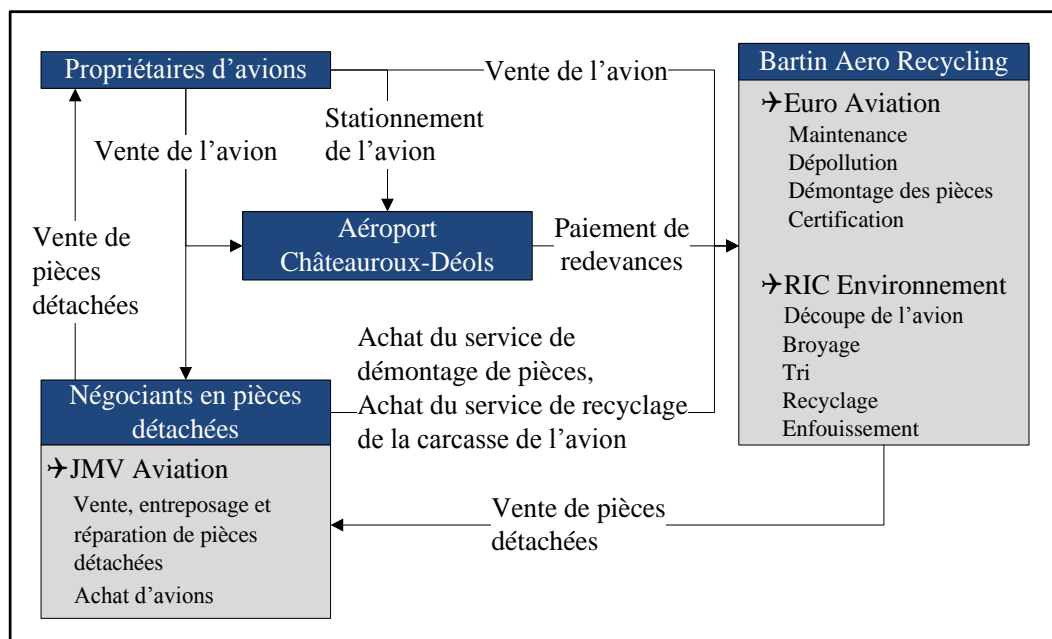 Propriétaires d’avions
Vente de l’avion
Stationnement
de l’avion
Vente de l’avion
Vente de
pièces
détachées
Aéroport
Châteauroux-Déols
Paiement de
redevances
Achat du service de
démontage de pièces,
Achat du service de recyclage
de la carcasse de l’avion
Négociants en pièces
détachées
✈JMV Aviation
Vente, entreposage et
réparation de pièces
détachées
Achat d’avions
Vente de pièces
détachées
Bartin Aero Recycling
✈Euro Aviation
Maintenance
Dépollution
Démontage des pièces
Certification
✈RIC Environnement
Découpe de l’avion
Broyage
Tri
Recyclage
Enfouissement